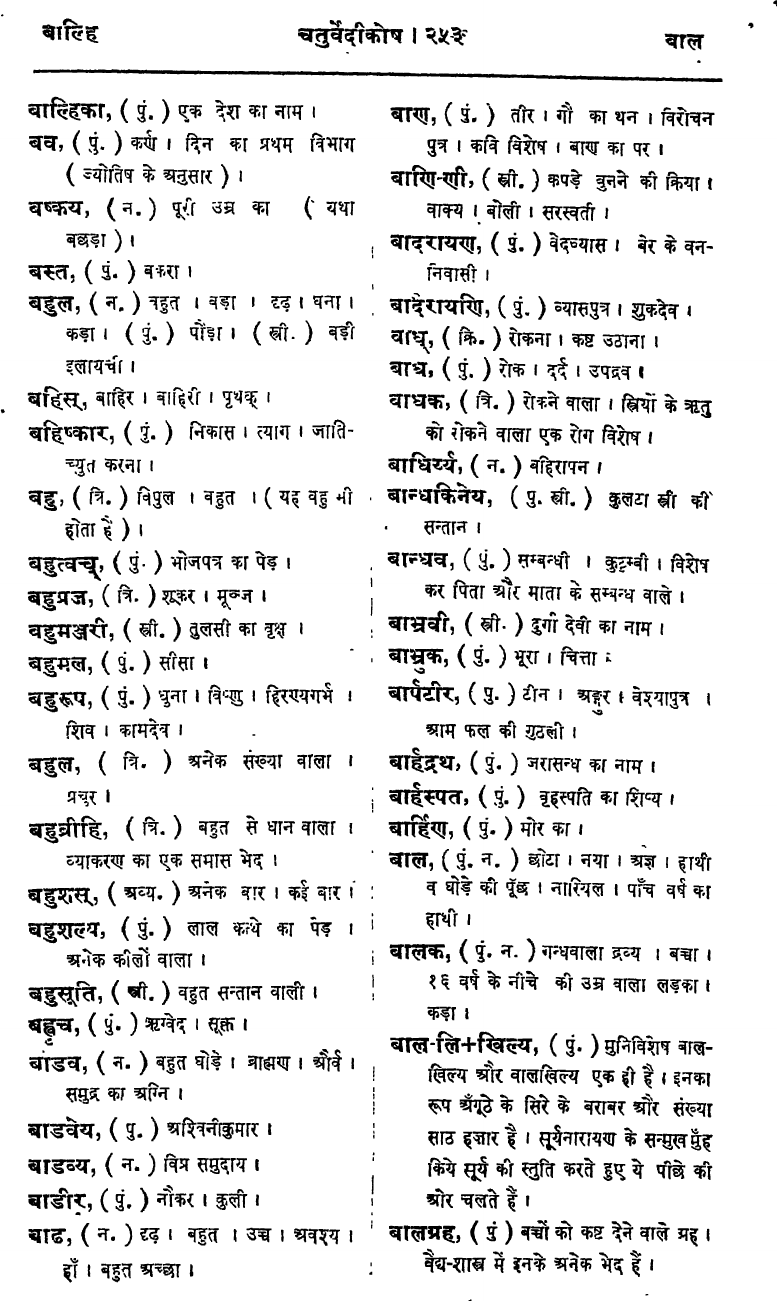 बाल्हि
चतुर्वेदीकोष । २५३
बाल
बाल्हिका, ( पुं. ) एक देश का नाम ।
बव, ( पुं. ) कर्ण । दिन का प्रथम विभाग
( ज्योतिष के अनुसार ) ।
बष्कय, ( न. ) पूरी उम्र का ( यथा
बछड़ा ) ।
बस्त, ( पुं. ) बकरा ।
बहुल, ( न. ) बहुत । बड़ा । दृढ़ । घना ।
कड़ा । ( पुं. ) पौंड़ा । ( स्त्री. ) बड़ी
इलायची ।
बहिस्, बाहिर । बाहिरी । पृथक् ।
बहिष्कार, ( पुं. ) निकास । त्याग । जाति-
च्युत करना ।
बहु, ( त्रि. ) विपुल । बहुत । ( यह वहु भी
होता है ) ।
बहुत्वच्, ( पुं. ) भोजपत्र का पेड़ ।
बहुप्रज, ( त्रि. ) शूकर । मूञ्ज ।
बहुमञ्जरी, ( स्त्री. ) तुलसी का वृक्ष ।
बहुमल, ( पुं. ) सीसा ।
बहुरूप, ( पुं. ) धुना । विष्णु । हिरण्यगर्भ ।
शिव । कामदेव ।
बहुल, ( त्रि. ) अनेक संख्या वाला ।
प्रचुर ।
बहुव्रीहि, ( त्रि. ) बहुत से धान वाला ।
व्याकरण का एक समास भेद ।
बहुशस्, ( अव्य. ) अनेक बार । कई बार ।
बहुशल्य, ( पुं. ) लाल कत्थे का पेड़ ।
अनेक कीलों वाला ।
बहुसूति, ( स्त्री. ) बहुत सन्तान वाली ।
बह्वृच, ( पुं. ) ऋग्वेद । सूक्त ।
बाडव, ( न. ) बहुत घोड़े । ब्राह्मण । और्व ।
समुद्र का अग्नि ।
बाडवेय, ( पु. ) अश्विनीकुमार ।
बाडव्य, ( न. ) विप्र समुदाय ।
बाडीर, ( पुं. ) नौकर । कुली ।
बाढ, ( न. ) दृढ़ । बहुत । उच्च । अवश्य ।
हाँ । बहुत अच्छा ।
बाण, ( पुं. ) तीर । गौ का थन । विरोचन
पुत्र । कवि विशेष । बाण का पर ।
बाणि-णी, ( स्त्री. ) कपड़े बुनने की क्रिया ।
वाक्य । बोली । सरस्वती ।
बादरायण, ( पुं. ) वेदव्यास । बेर के वन-
निवासी ।
बादरायणि, ( पुं. ) व्यासपुत्र । शुकदेव ।
बाध्, ( क्रि. ) रोकना । कष्ट उठाना ।
बाध, ( पुं. ) रोक । दर्द । उपद्रव ।
बाधक, ( त्रि. ) रोकने वाला । स्त्रियों के ऋतु
को रोकने वाला एक रोग विशेष ।
बाधिर्य्य, ( न. ) बहिरापन ।
बान्धकिनेय, ( पु. स्त्री. ) कुलटा स्त्री की
सन्तान ।
बान्धव, ( पुं. ) सम्बन्धी । कुटम्बी । विशेष
कर पिता और माता के सम्बन्ध वाले ।
बाभ्रवी, ( स्त्री. ) दुर्गा देवी का नाम ।
बाभ्रुक, ( पुं. ) भूरा । चित्ता
बार्पटीर, ( पु. ) टीन । अङ्कुर । वेश्यापुत्र ।
आम फल की गुठली ।
बार्हद्रथ, ( पुं. ) जरासन्ध का नाम ।
बार्हस्पत, ( पुं. ) बृहस्पति का शिष्य ।
बार्हिण, ( पुं. ) मोर का ।
बाल, ( पुं. न. ) छोटा । नया । अज्ञ । हाथी
व घोड़े की पूँछ । नारियल । पाँच वर्ष का
हाथी ।
बालक, ( पुं. न. ) गन्धवाला द्रव्य । बच्चा ।
१६ वर्ष के नीचे की उम्र वाला लड़का ।
कड़ा ।
बाल-लि+खिल्य, ( पुं. ) मुनिविशेष बाल-
खिल्य और वालखिल्य एक ही है । इनका
रूप अँगूठे के सिरे के बराबर और संख्या
साठ हज़ार है । सूर्यनारायण के सन्मुख मुँह
किये सूर्य की स्तुति करते हुए ये पीछे की
ओर चलते हैं ।
बालग्रह, ( पुं ) बच्चों को कष्ट देने वाले ग्रह ।
वैद्य-शास्त्र में इनके अनेक भेद हैं ।